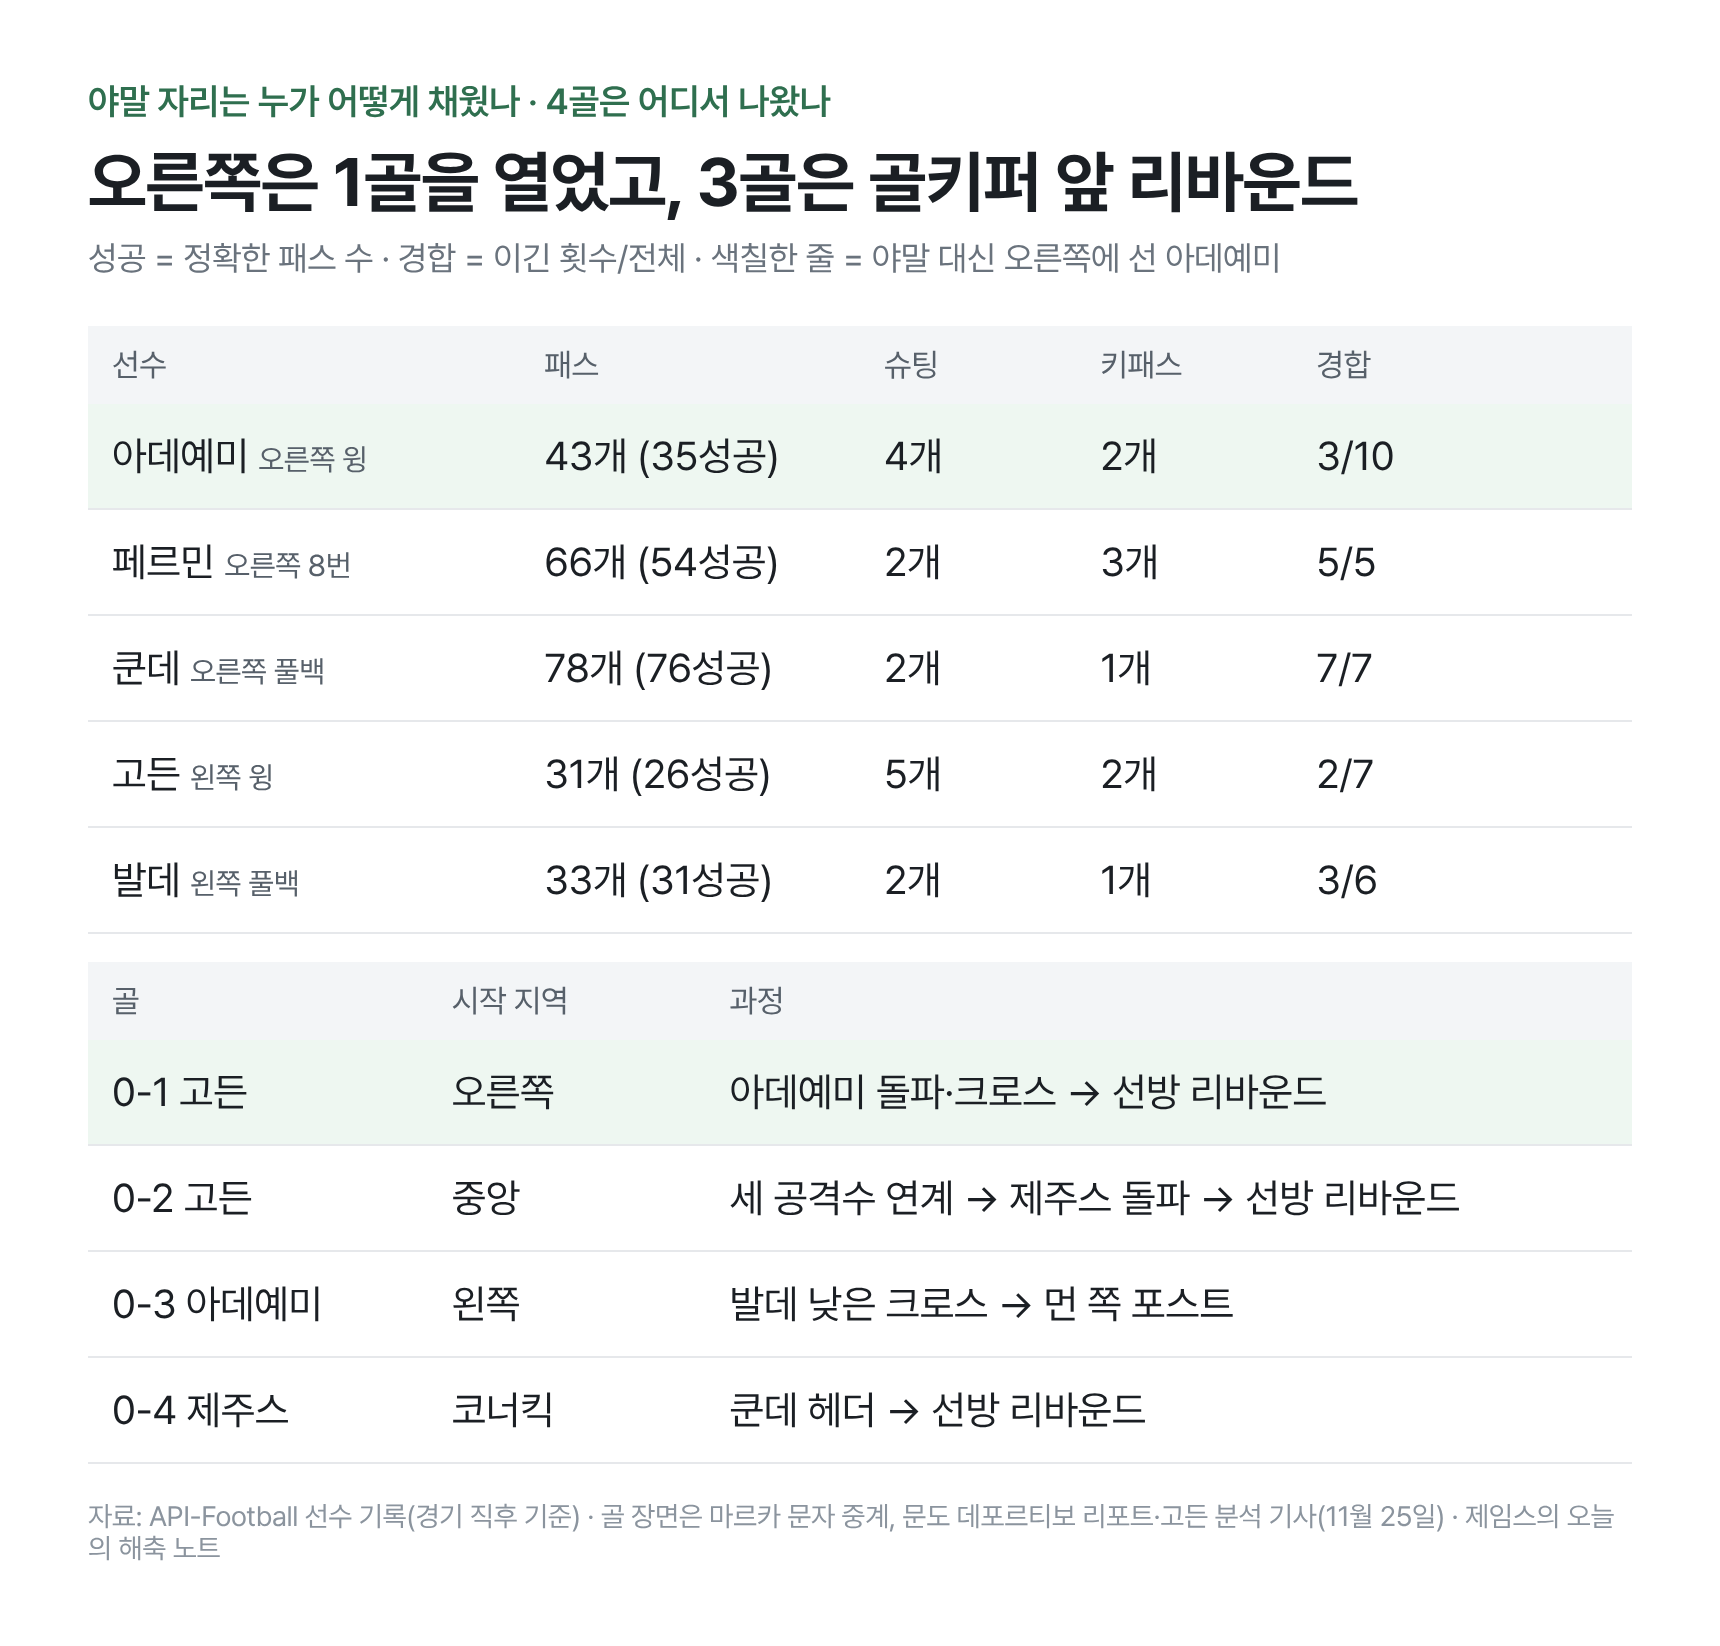 야말 자리는 누가 어떻게 채웠나 · 4골은 어디서 나왔나
오른쪽은 1골을 열었고, 3골은 골키퍼 앞 리바운드
성공 = 정확한 패스 수 · 경합 = 이긴 횟수/전체 · 색칠한 줄 = 야말 대신 오른쪽에 선 아데예미
선수 패스 슈팅 키패스 경합
아데예미 오른쪽 윙 43개 (35성공) 4개 2개 3/10
페르민 오른쪽 8번 66개 (54성공) 2개 3개 5/5
쿤데 오른쪽 풀백 78개 (76성공) 2개 1개 7/7
고든 왼쪽 윙 31개 (26성공) 5개 2개 2/7
발데 왼쪽 풀백 33개 (31성공) 2개 1개 3/6
골 시작 지역 과정
0-1 고든 오른쪽 아데예미 돌파·크로스 → 선방 리바운드
0-2 고든 중앙 세 공격수 연계 → 제주스 돌파 → 선방 리바운드
0-3 아데예미 왼쪽 발데 낮은 크로스 → 먼 쪽 포스트
0-4 제주스 코너킥 쿤데 헤더 → 선방 리바운드
자료: API-Football 선수 기록(경기 직후 기준) · 골 장면은 마르카 문자 중계, 문도 데포르티보 리포트·고든 분석 기사(11월 25일) · 제임스의 오늘
의 해축 노트